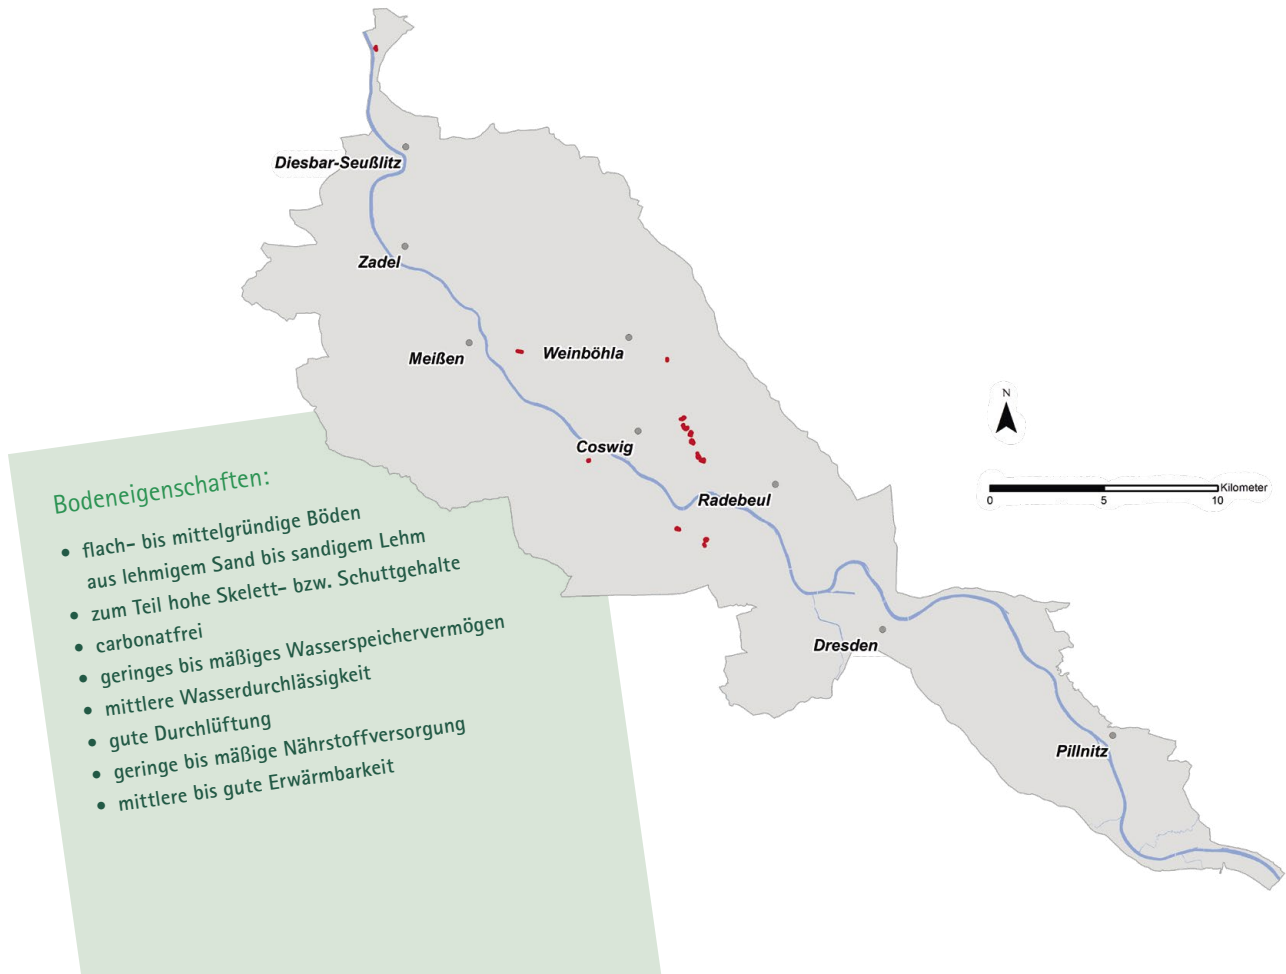 Diesbar-Seußlitz
Zadel
Meißen
Weinböhla
Coswig
Radebeul
Dresden
Pillnitz
N
Kilometer
0 5 10
Bodeneigenschaften:
• flach- bis mittelgründige Böden
aus lehmigem Sand bis sandigem Lehm
• zum Teil hohe Skelett- bzw. Schuttgehalte
• carbonatfrei
• geringes bis mäßiges Wasserspeichervermögen
• mittlere Wasserdurchlässigkeit
• gute Durchlüftung
• geringe bis mäßige Nährstoffversorgung
• mittlere bis gute Erwärmbarkeit